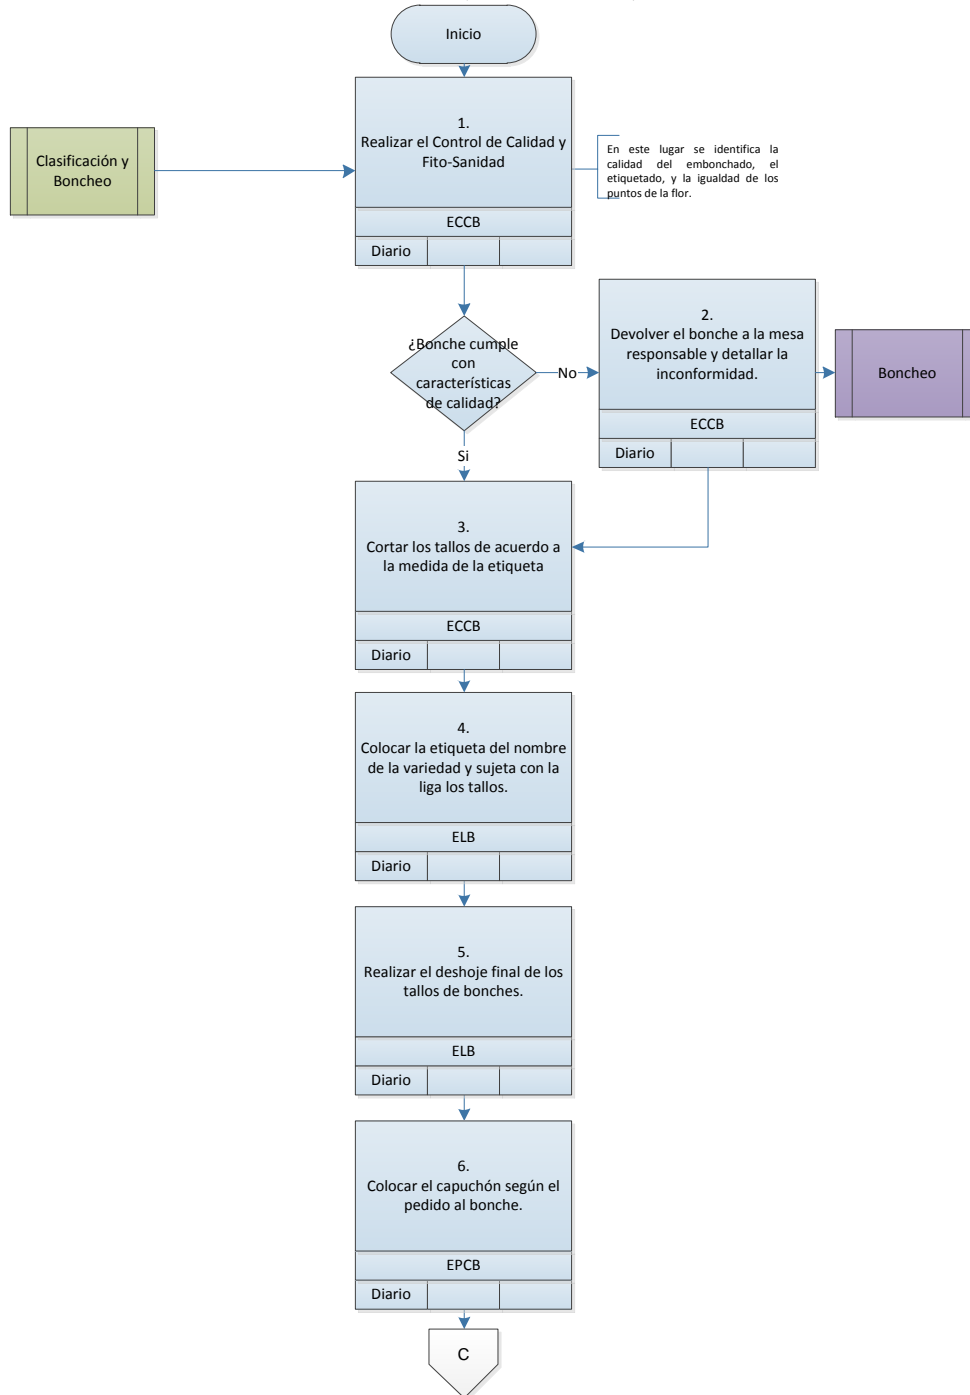 Inicio
1.
Realizar el Control de Calidad y
Fito-Sanidad
ECCB
Diario
Clasificación y
Boncheo
En este lugar se identifica la
calidad del embonchado, el
etiquetado, y la igualdad de los
puntos de la flor.
¿Bonche cumple
con
características
de calidad?
No
Si
2.
Devolver el bonche a la mesa
responsable y detallar la
inconformidad.
ECCB
Diario
Boncheo
3.
Cortar los tallos de acuerdo a
la medida de la etiqueta
ECCB
Diario
4.
Colocar la etiqueta del nombre
de la variedad y sujeta con la
liga los tallos.
ELB
Diario
5.
Realizar el deshoje final de los
tallos de bonches.
ELB
Diario
6.
Colocar el capuchón según el
pedido al bonche.
EPCB
Diario
C